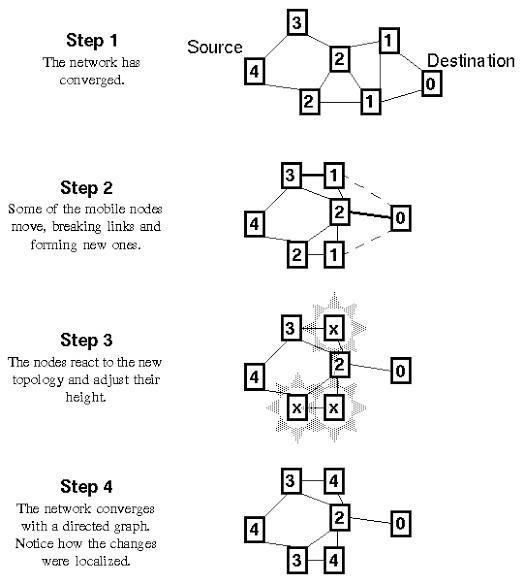 Step 1
The network has
converged.
Source
Destination
3
1
2
4
0
2
1
Step 2
Some of the mobile nodes
move, breaking links and
forming new ones.
3
1
2
0
4
2
1
Step 3
The nodes react to the new
topology and adjust their
height.
3
x
2
0
4
x
x
Step 4
The network converges
with a directed graph.
Notice how the changes
were localized.
3
4
2
0
4
3
4